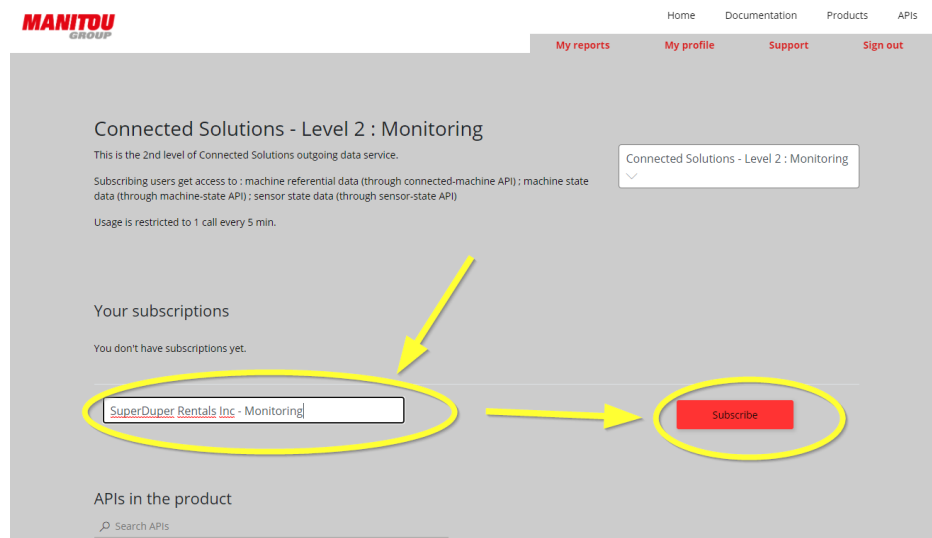 MANITOU
GROUP
Home Documentation Products APIs
My reports My profile Support Sign out
Connected Solutions - Level 2 : Monitoring
This is the 2nd level of Connected Solutions outgoing data service.
Connected Solutions - Level 2 : Monitoring
Subscribing users get access to : machine referential data (through connected-machine API) ; machine state
data (through machine-state API) ; sensor state data (through sensor-state API)
Usage is restricted to 1 call every 5 min.
Your subscriptions
You don't have subscriptions yet.
SuperDuper Rentals Inc - Monitoring
Subscribe
APIs in the product
Search APIs